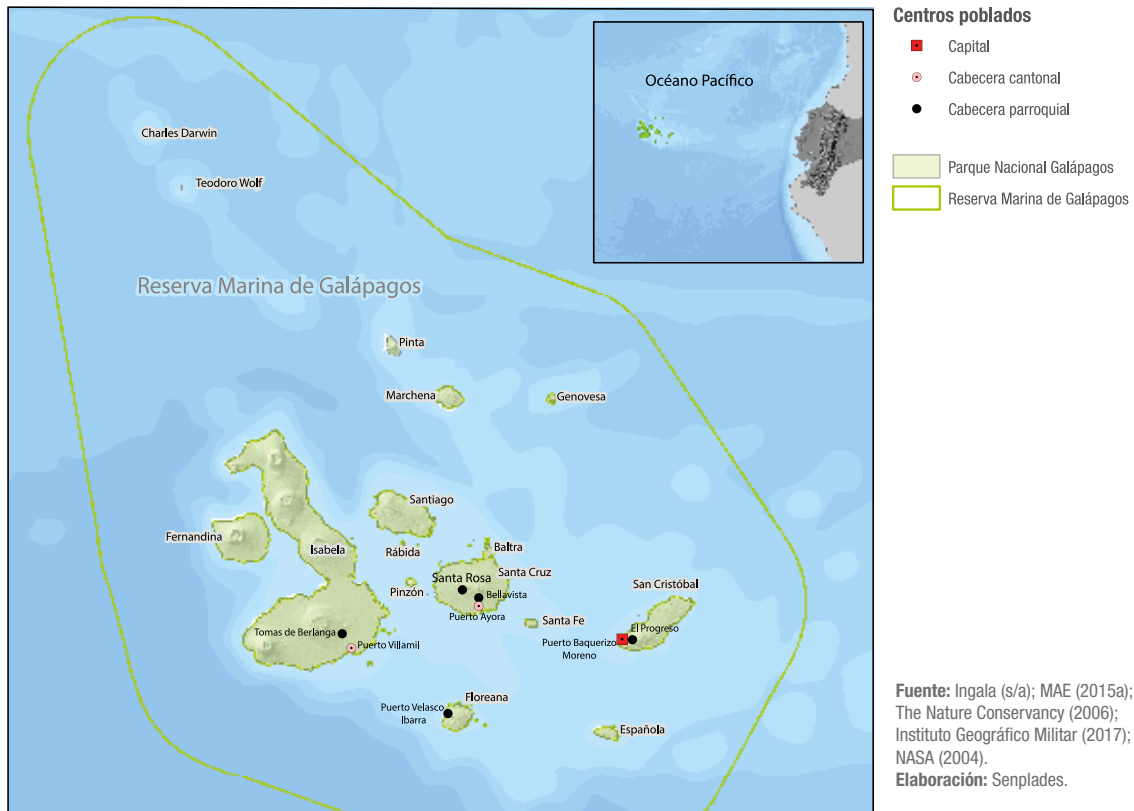 Centros poblados
Capital
Cabecera cantonal
Cabecera parroquial
Parque Nacional Galápagos
Reserva Marina de Galápagos
Océano Pacífico
Charles Darwin
Teodoro Wolf
Reserva Marina de Galápagos
Pinta
Marchena
Genovesa
Santiago
Fernandina
Isabela
Rábida
Baltra
Santa Cruz
Santa Rosa
Pinzón
Bellavista
Puerto Ayora
San Cristóbal
Santa Fe
El Progreso
Tomas de Berlanga
Puerto Villamil
Puerto Baquerizo
Moreno
Floreana
Puerto Velasco
Ibarra
Española
Fuente: Ingala (s/a); MAE (2015a);
The Nature Conservancy (2006);
Instituto Geográfico Militar (2017);
NASA (2004).
Elaboración: Senplades.